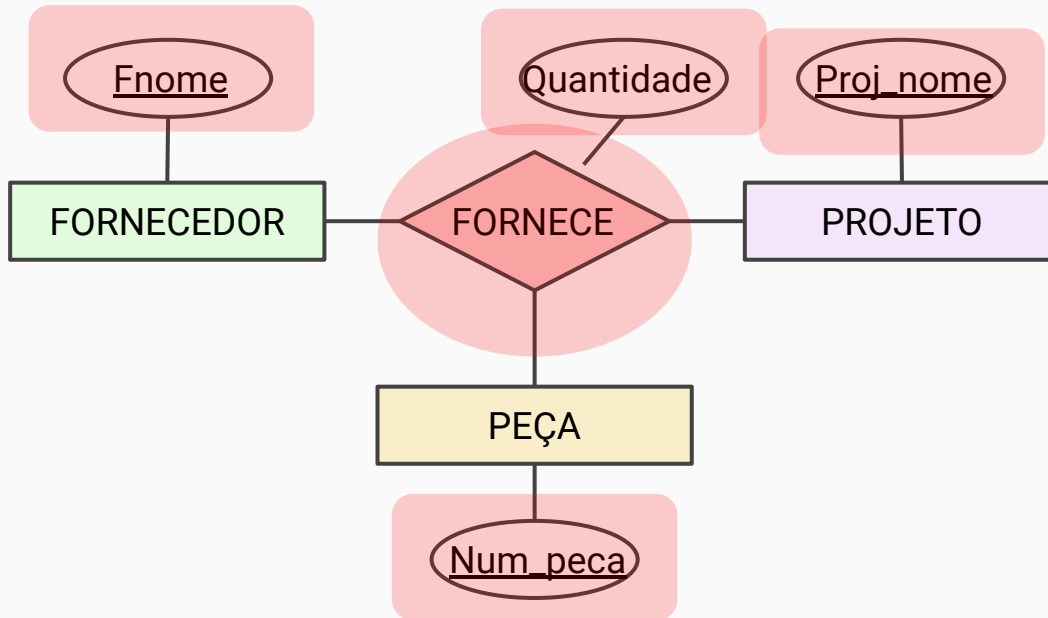 Fnome
Quantidade
Proj_nome
FORNECEDOR
FORNECE
PROJETO
PEÇA
Num_peca